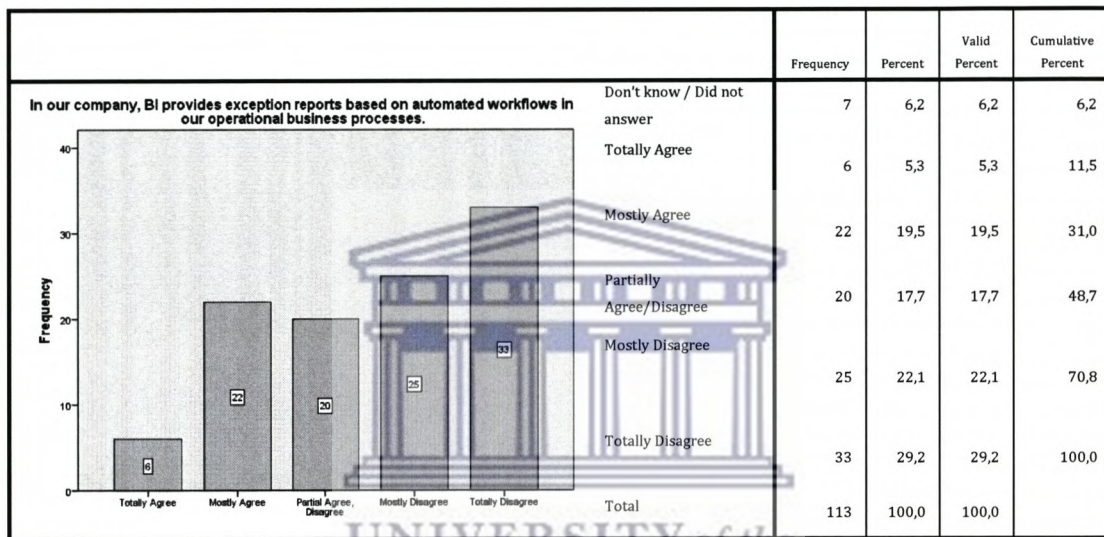 Frequency Percent Valid Percent Cumulative Percent
In our company, BI provides exception reports based on automated workflows in
our operational business processes.
40
30
20
10
0
Frequency
6
22
20
25
33
Totally Agree
Mostly Agree
Partial Agree,
Disagree
Mostly Disagree
Totally Disagree
Don't know / Did not
answer
7 6,2 6,2 6,2
Totally Agree
6 5,3 5,3 11,5
Mostly Agree
22 19,5 19,5 31,0
Partially
Agree/Disagree
20 17,7 17,7 48,7
Mostly Disagree
25 22,1 22,1 70,8
Totally Disagree
33 29,2 29,2 100,0
Total
113 100,0 100,0
UNIVERSITY of the